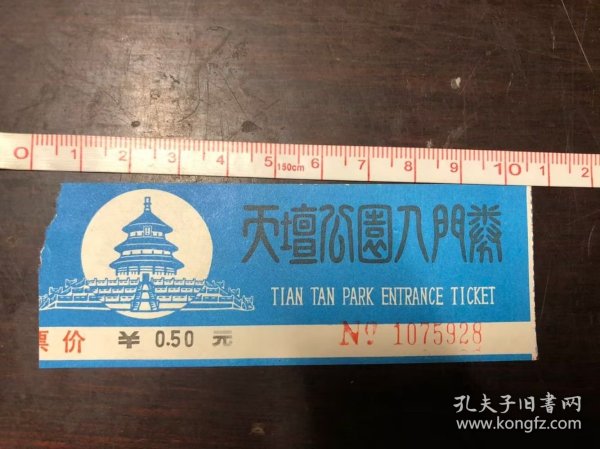 0 1 2 3 4 5 150cm 6 7 8 9 10 1 2
天壇公園入門券
TIAN TAN PARK ENTRANCE TICKET
票价 ¥ 0.50 元 Nº 1075928
孔夫子旧書网
www.kongfz.com